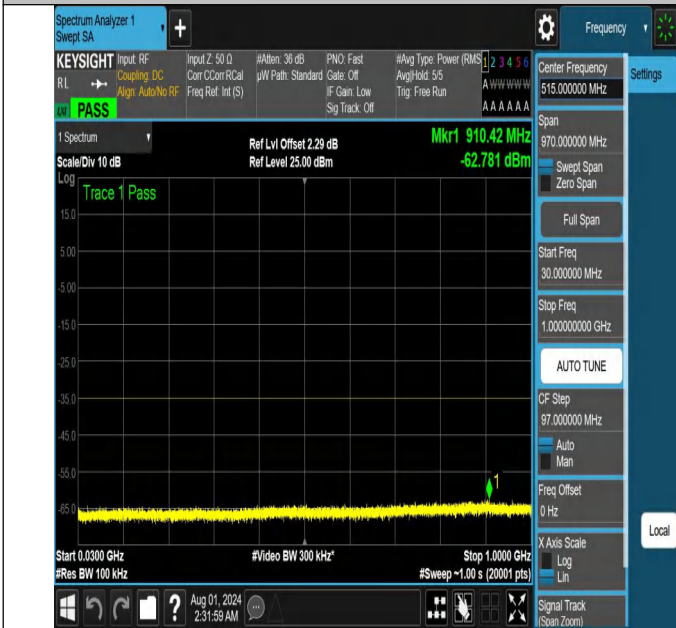 Spectrum Analyzer 1
Swept SA
+
Frequency
KEYSIGHT
RL
Input: RF
Coupling: DC
Align: Auto/No RF
Input Z: 50 Ω
Corr CCorr RCal
Freq Ref: Int (S)
#Atten: 36 dB
µW Path: Standard
PNO: Fast
Gate: Off
IF Gain: Low
Sig Track: Off
#Avg Type: Power (RMS
Avg|Hold: 5/5
Trig: Free Run
1 2 3 4 5 6
A W W W W W
A A A A A A
PASS
1 Spectrum
Scale/Div 10 dB
Log
Ref Lvl Offset 2.29 dB
Ref Level 25.00 dBm
Mkr1 910.42 MHz
-62.781 dBm
Trace 1 Pass
15.0
5.00
-5.00
-15.0
-25.0
-35.0
-45.0
-55.0
-65.0
1
Start 0.0300 GHz
#Res BW 100 kHz
#Video BW 300 kHz*
Stop 1.0000 GHz
#Sweep ~1.00 s (20001 pts)
Center Frequency
515.000000 MHz
Settings
Span
970.000000 MHz
Swept Span
Zero Span
Full Span
Start Freq
30.000000 MHz
Stop Freq
1.000000000 GHz
AUTO TUNE
CF Step
97.000000 MHz
Auto
Man
Freq Offset
0 Hz
X Axis Scale
Log
Lin
Local
Signal Track
(Span Zoom)
?
Aug 01, 2024
2:31:59 AM